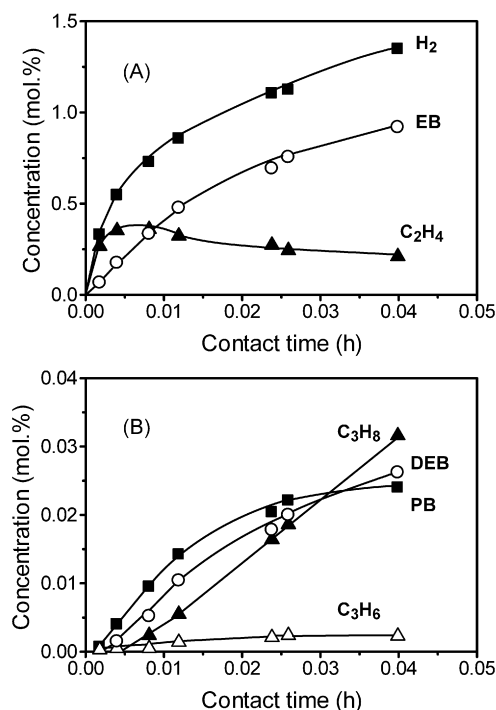 1.5
(A)
H2
1.0
EB
0.5
C2H4
0.0
0.00 0.01 0.02 0.03 0.04 0.05
Concentration (mol.%)
Contact time (h)
0.04
(B)
C3H8
0.03
DEB
PB
0.02
0.01
C3H6
0.00
0.00 0.01 0.02 0.03 0.04 0.05
Concentration (mol.%)
Contact time (h)